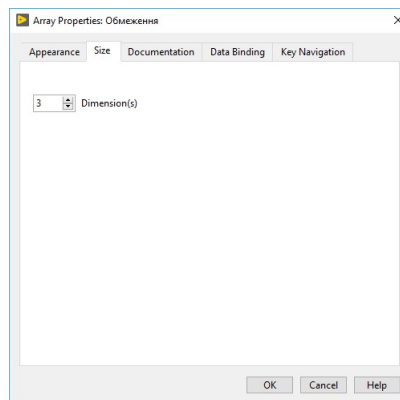 Array Properties: Обмеження
Appearance Size Documentation Data Binding Key Navigation
3 Dimension(s)
OK Cancel Help